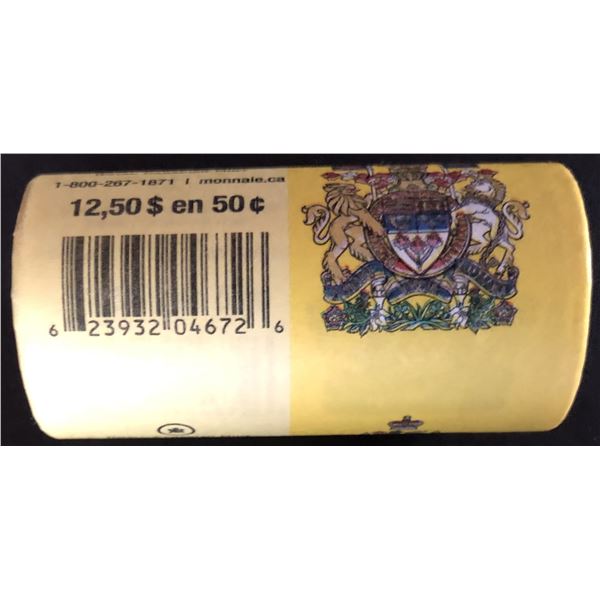 1-800-267-1871 | monnaie.ca
12,50 $ en 50 ¢
6 23932 04672 6